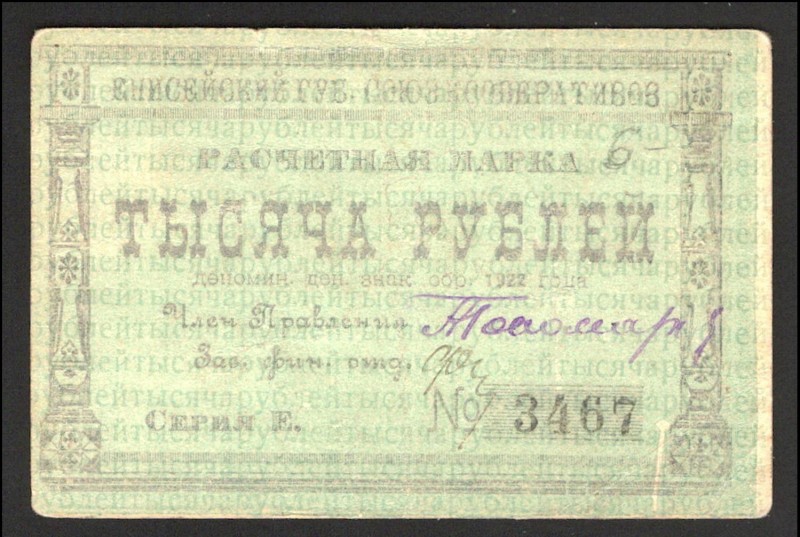 ЕНИСЕЙСКИЙ ГУБ. СОЮЗ КООПЕРАТИВОВ
РАСЧЕТНАЯ МАРКА
ТЫСЯЧА РУБЛЕЙ
деномин. ден. знак. обр. 1922 года
Член Правления
Зав. фин. отд.
Серия Е. № 3467